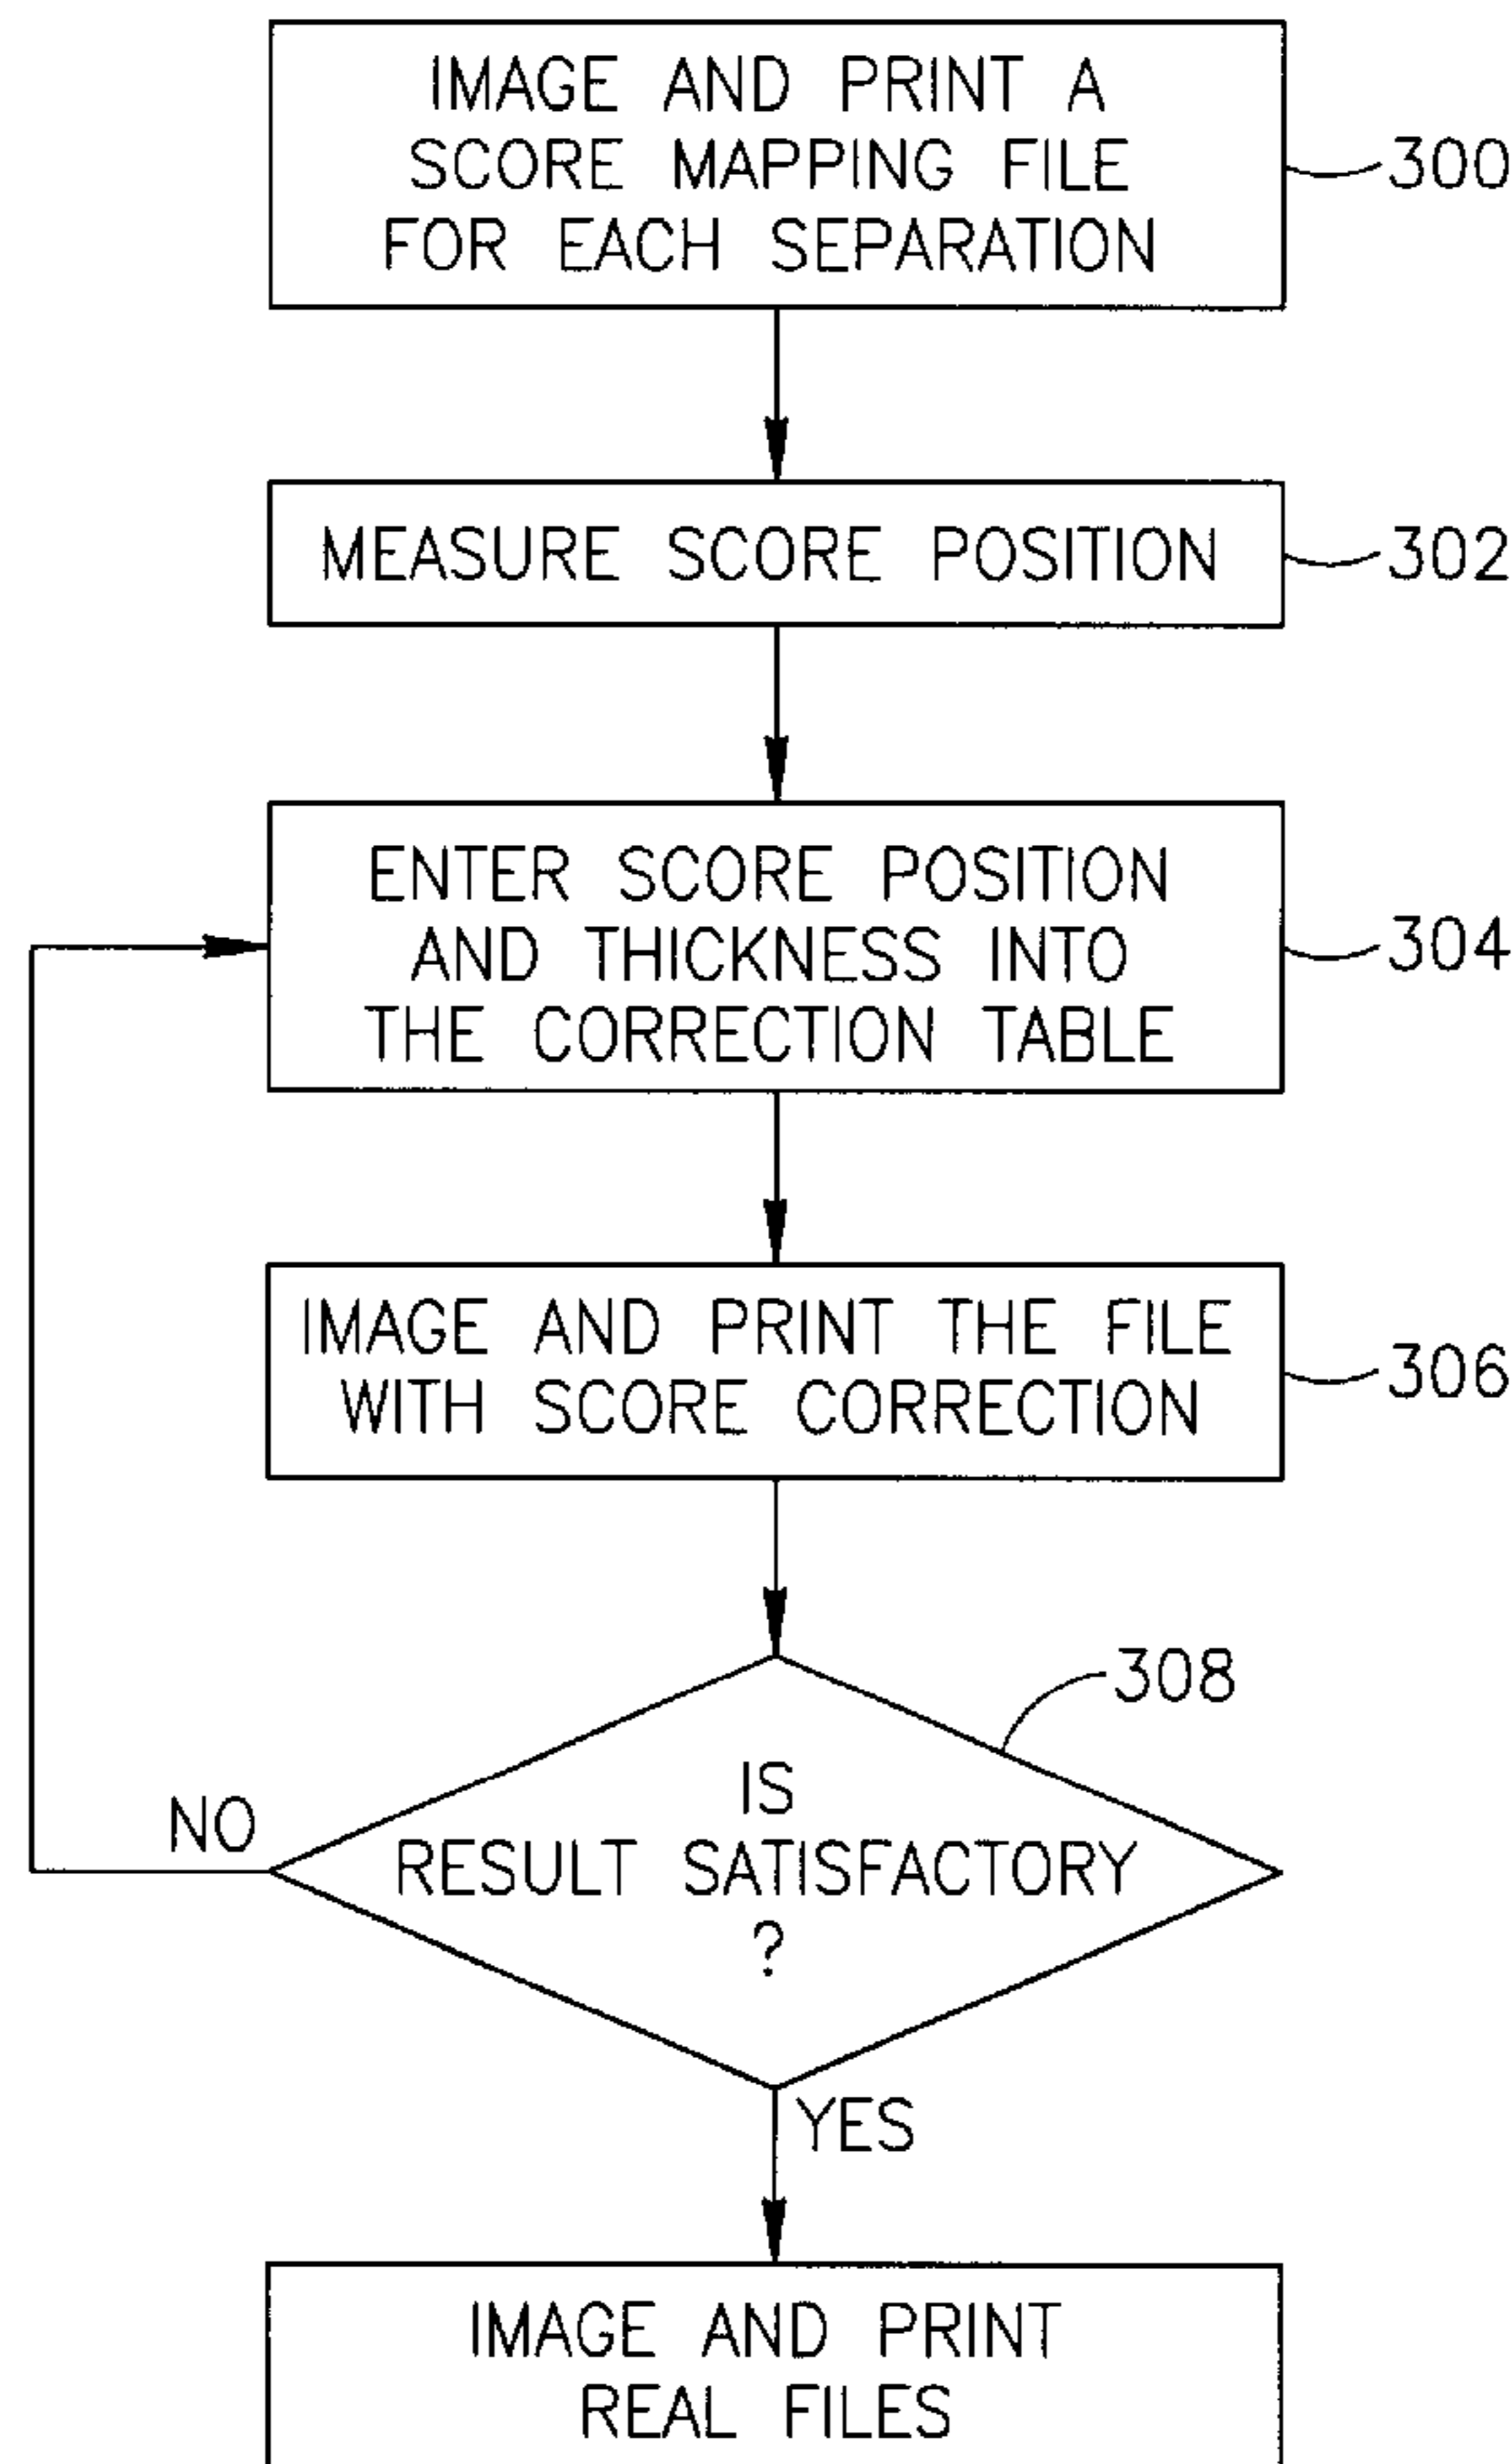 IMAGE AND PRINT A
SCORE MAPPING FILE
FOR EACH SEPARATION
300
MEASURE SCORE POSITION
302
ENTER SCORE POSITION
AND THICKNESS INTO
THE CORRECTION TABLE
304
IMAGE AND PRINT THE FILE
WITH SCORE CORRECTION
306
308
IS
RESULT SATISFACTORY
?
NO
YES
IMAGE AND PRINT
REAL FILES